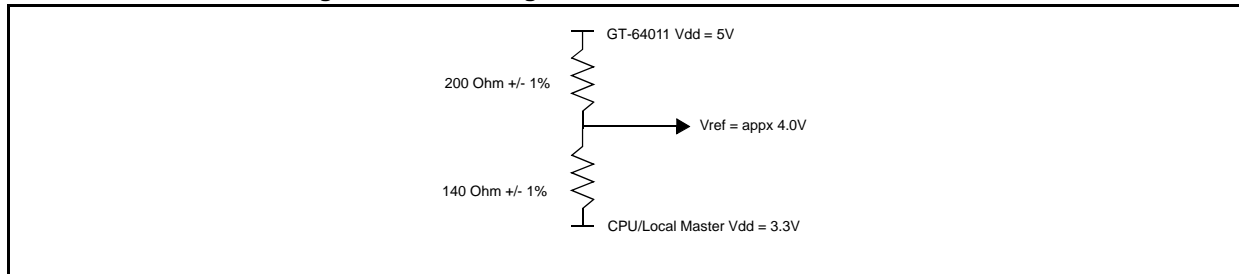 GT-64011 Vdd = 5V
200 Ohm +/- 1%
Vref = appx 4.0V
140 Ohm +/- 1%
CPU/Local Master Vdd = 3.3V